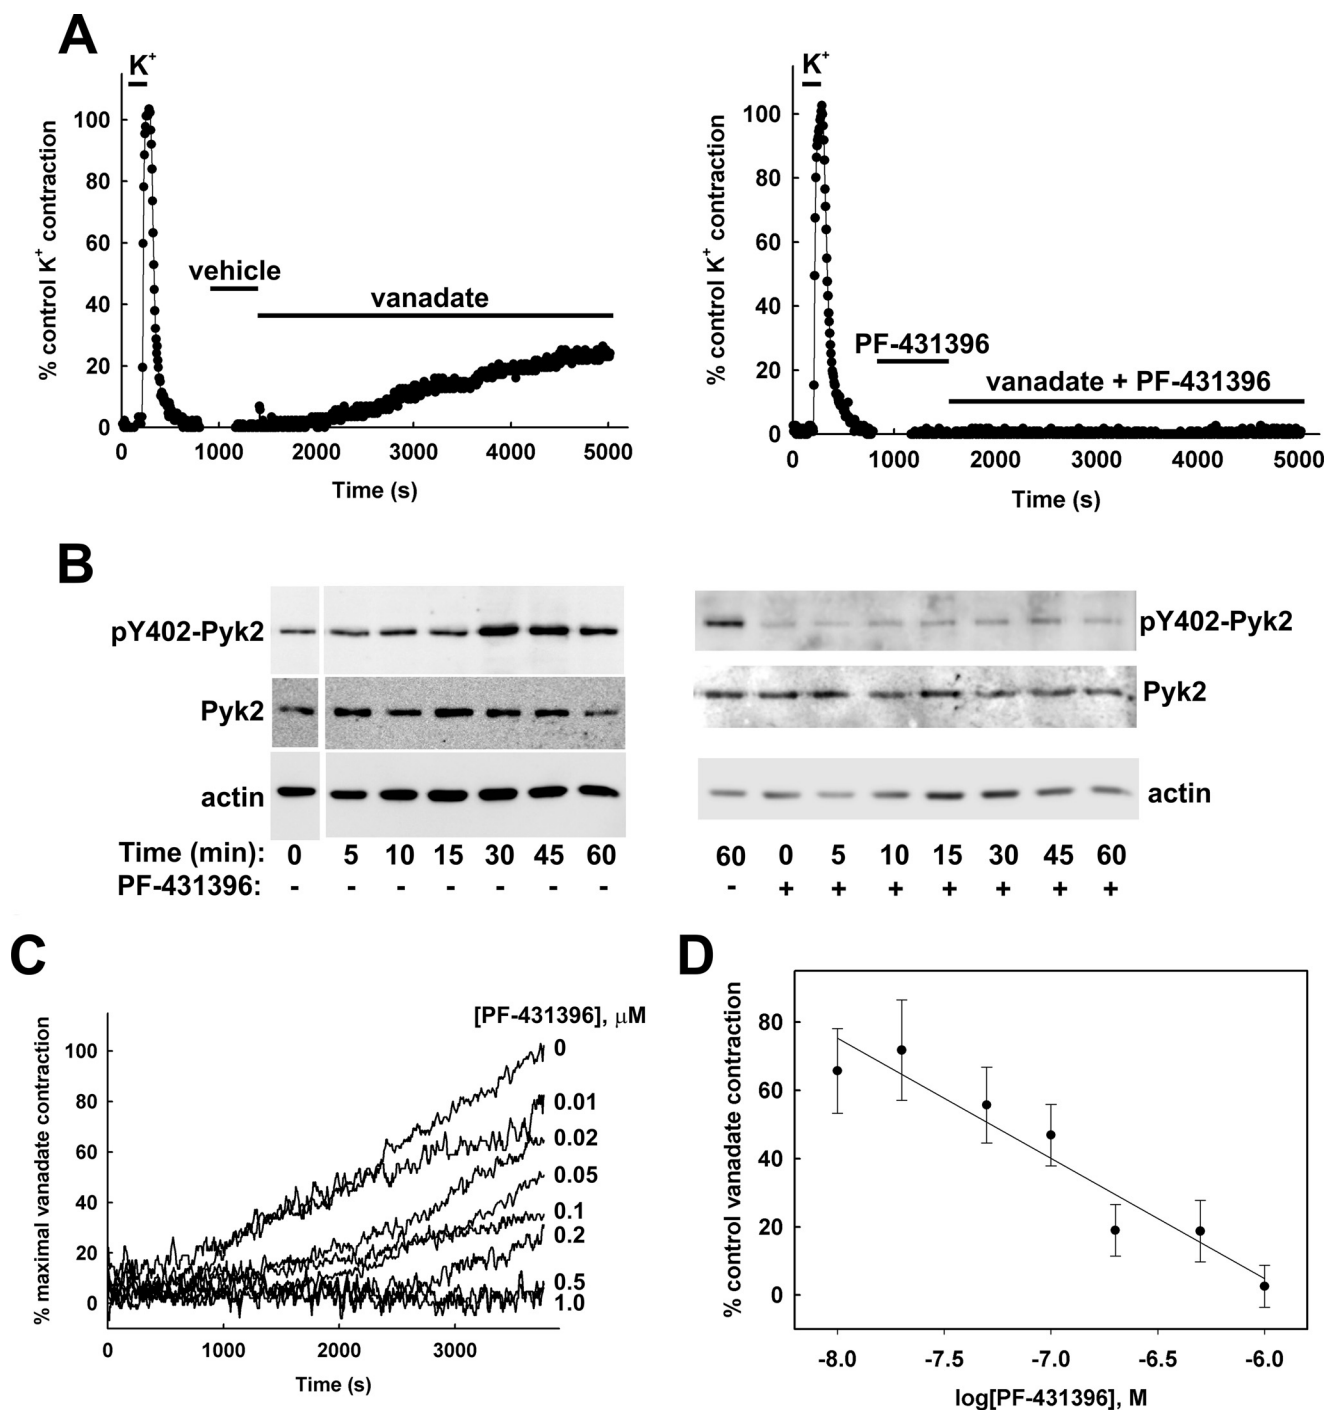 A
K+
% control K+ contraction
100
80
60
40
20
0
vehicle
vanadate
0 1000 2000 3000 4000 5000
Time (s)
K+
% control K+ contraction
100
80
60
40
20
0
PF-431396
vanadate + PF-431396
0 1000 2000 3000 4000 5000
Time (s)
B
pY402-Pyk2
Pyk2
actin
Time (min): 0 5 10 15 30 45 60
PF-431396: - - - - - - -
pY402-Pyk2
Pyk2
actin
60 0 5 10 15 30 45 60
- + + + + + + +
C
[PF-431396], μM
% maximal vanadate contraction
100
80
60
40
20
0
0
0.01
0.02
0.05
0.1
0.2
0.5
1.0
0 1000 2000 3000
Time (s)
D
% control vanadate contraction
80
60
40
20
0
-8.0 -7.5 -7.0 -6.5 -6.0
log[PF-431396], M